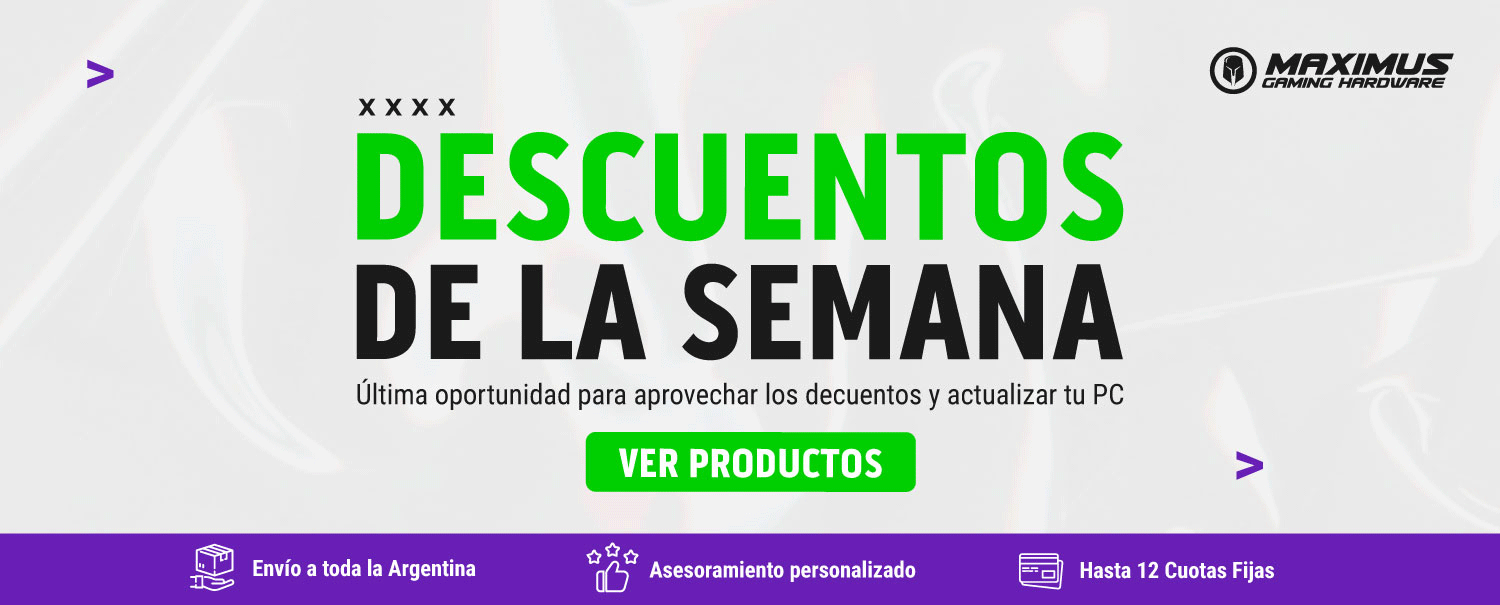 MAXIMUS
GAMING HARDWARE
X X X X
DESCUENTOS
DE LA SEMANA
Última oportunidad para aprovechar los decuentos y actualizar tu PC
VER PRODUCTOS
Envío a toda la Argentina
Asesoramiento personalizado
Hasta 12 Cuotas Fijas